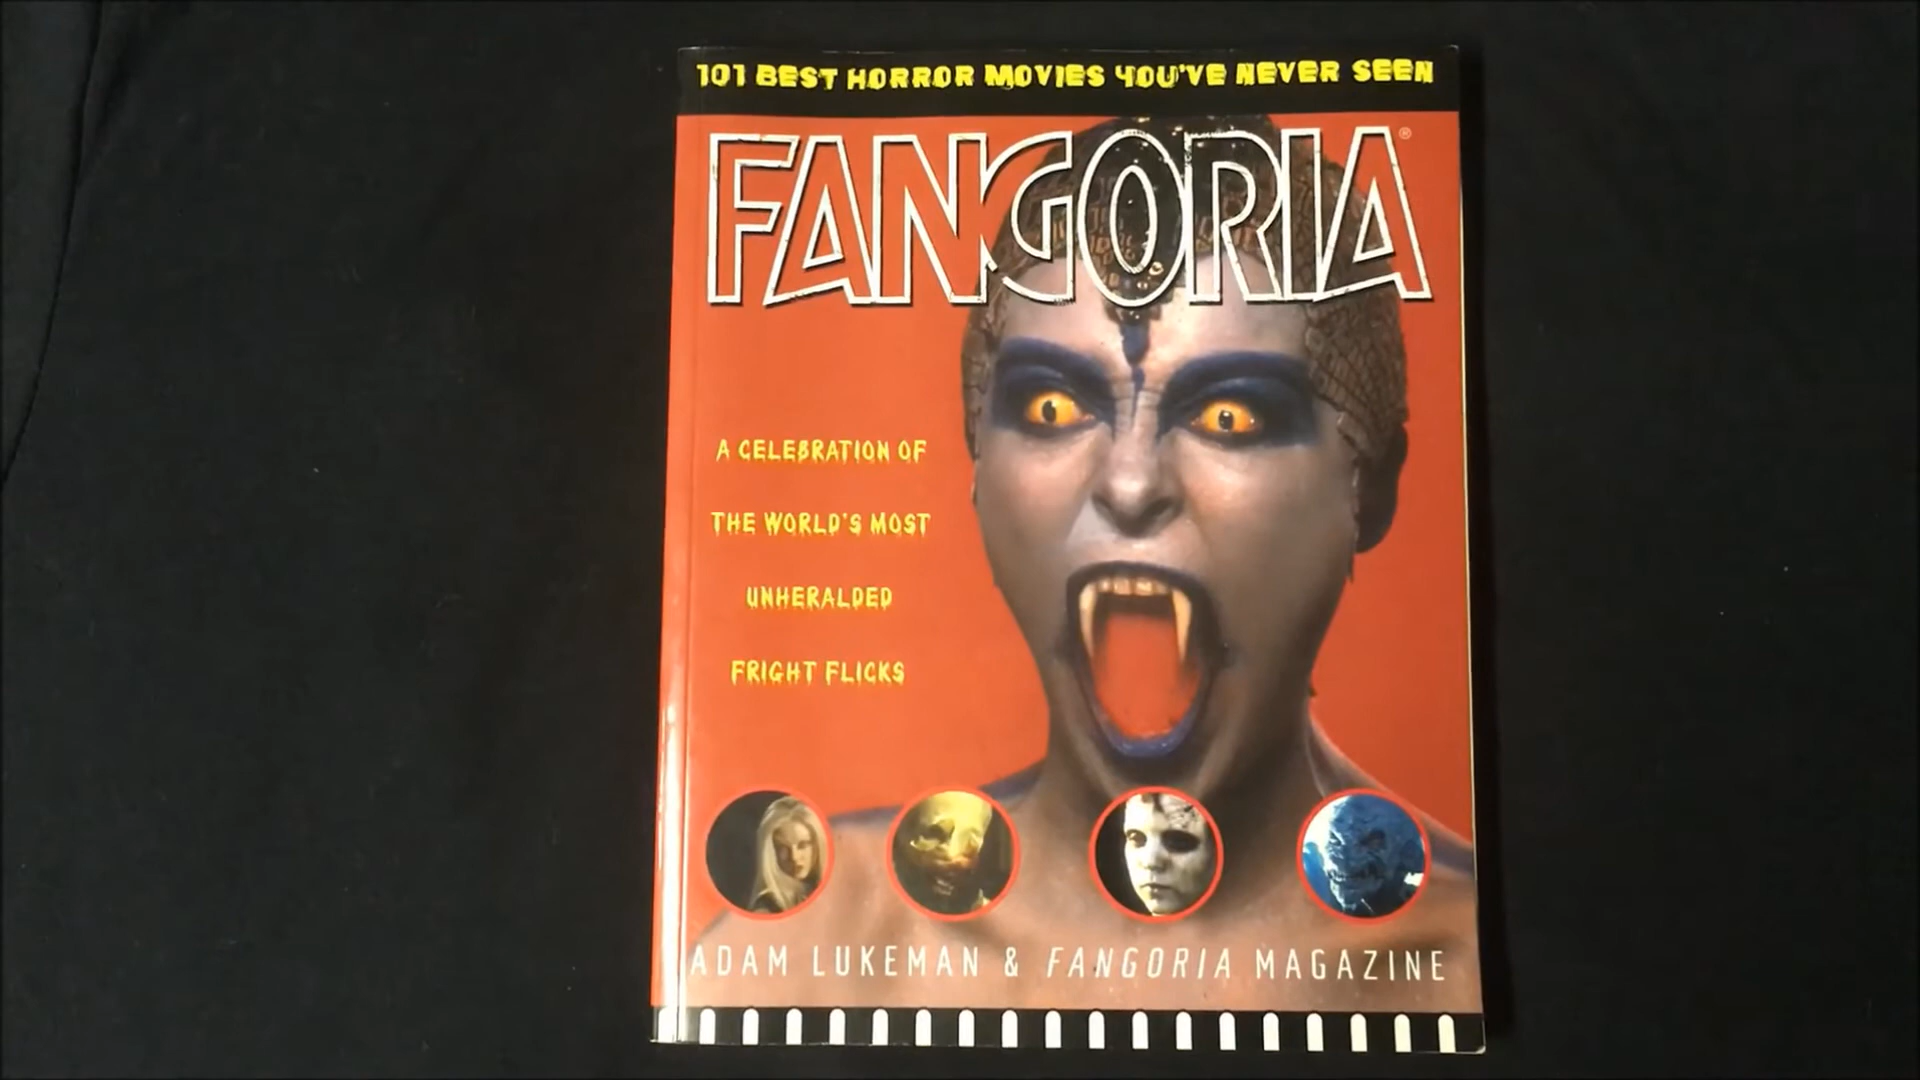 101 BEST HORROR MOVIES YOU'VE NEVER SEEN
FANGORIA®
A CELEBRATION OF
THE WORLD'S MOST
UNHERALDED
FRIGHT FLICKS
ADAM LUKEMAN & FANGORIA MAGAZINE